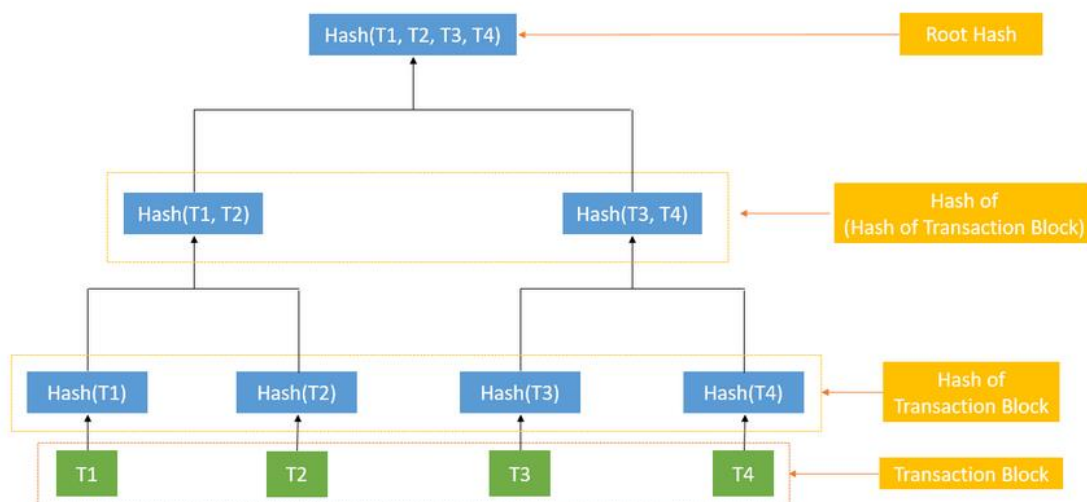 Hash(T1, T2, T3, T4)
Root Hash
Hash(T1, T2)
Hash(T3, T4)
Hash of
(Hash of Transaction Block)
Hash(T1)
Hash(T2)
Hash(T3)
Hash(T4)
Hash of
Transaction Block
T1
T2
T3
T4
Transaction Block